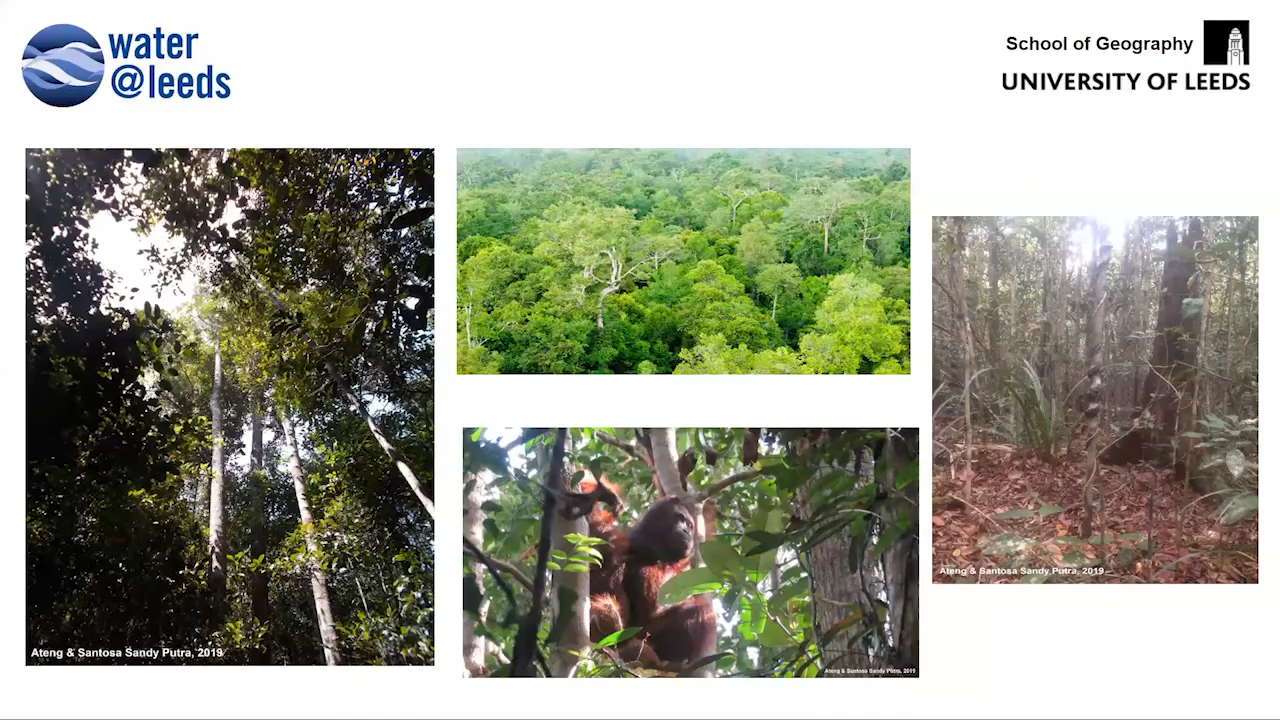 water
@leeds
School of Geography
UNIVERSITY OF LEEDS
Ateng & Santosa Sandy Putra, 2019
Ateng & Santosa Sandy Putra, 2019
Ateng & Santosa Sandy Putra, 2019